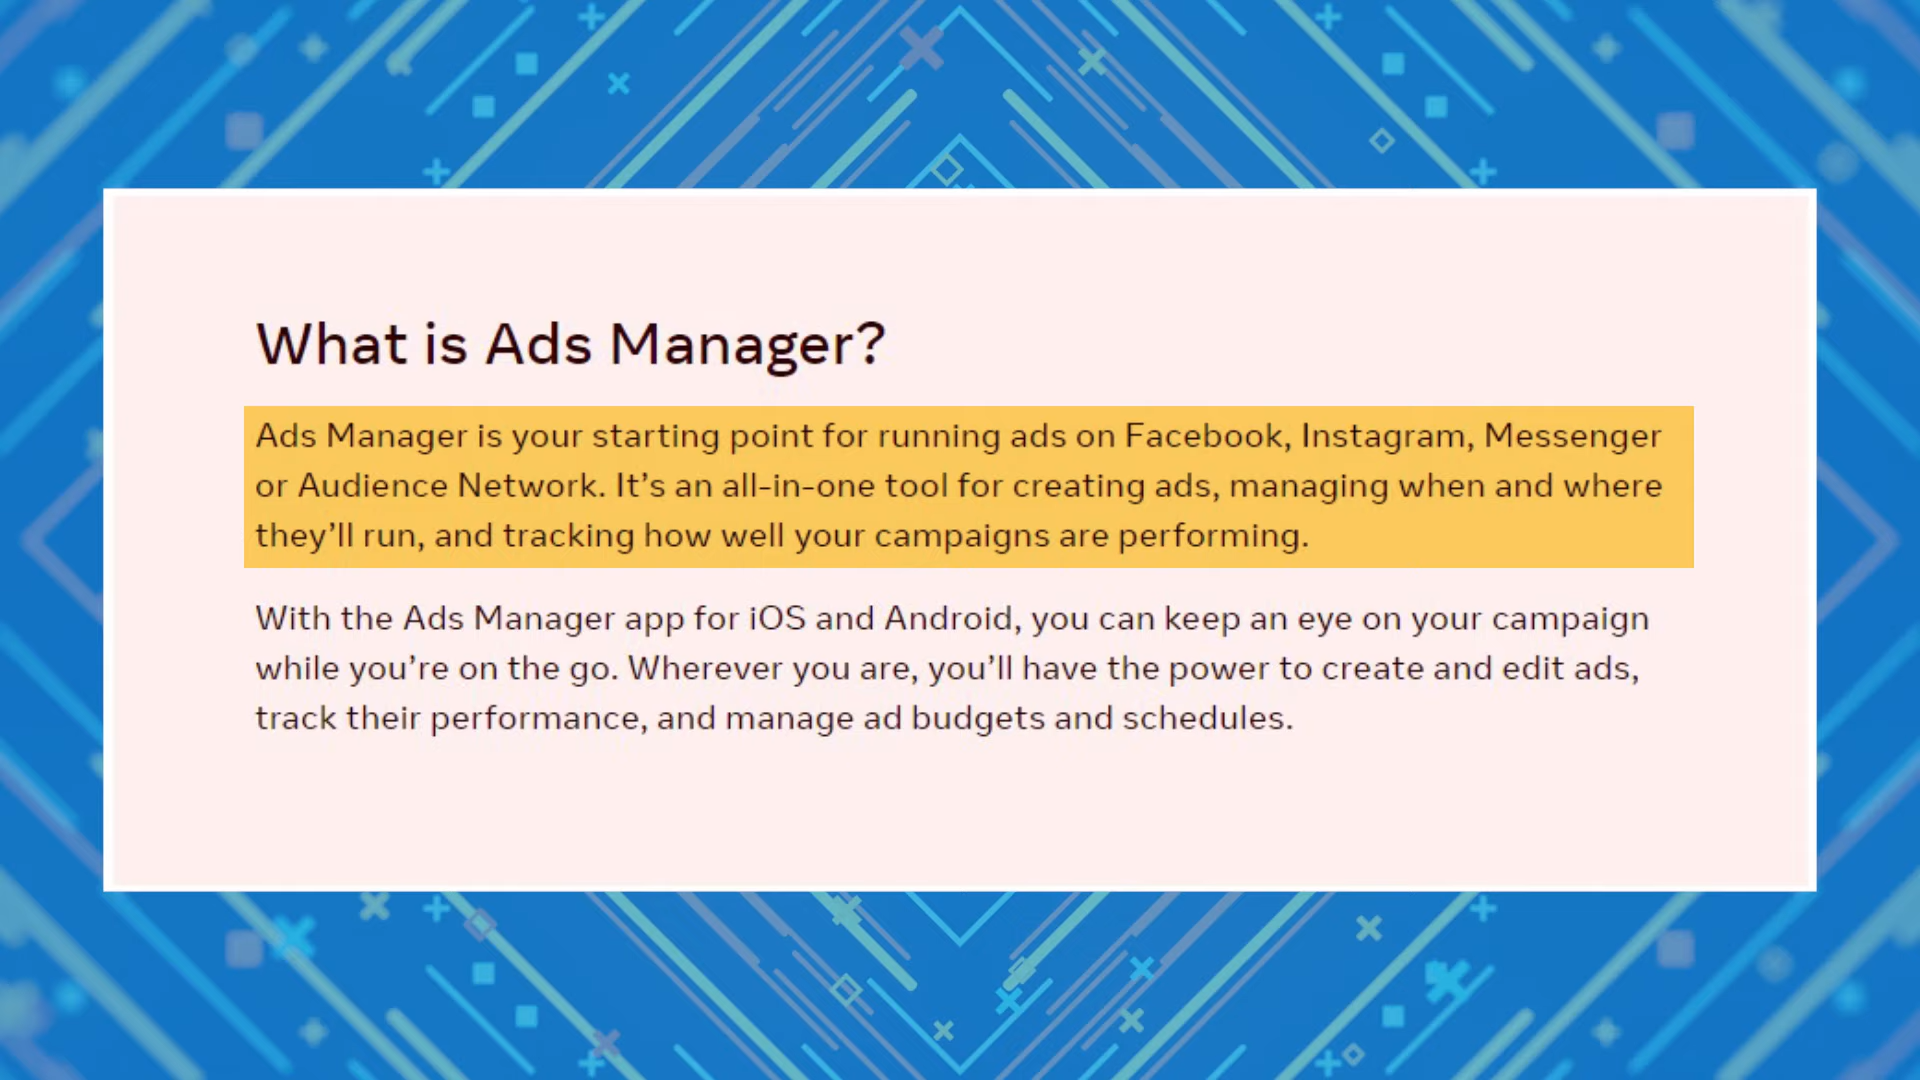 What is Ads Manager?
Ads Manager is your starting point for running ads on Facebook, Instagram, Messenger
or Audience Network. It’s an all-in-one tool for creating ads, managing when and where
they’ll run, and tracking how well your campaigns are performing.
With the Ads Manager app for iOS and Android, you can keep an eye on your campaign
while you’re on the go. Wherever you are, you’ll have the power to create and edit ads,
track their performance, and manage ad budgets and schedules.